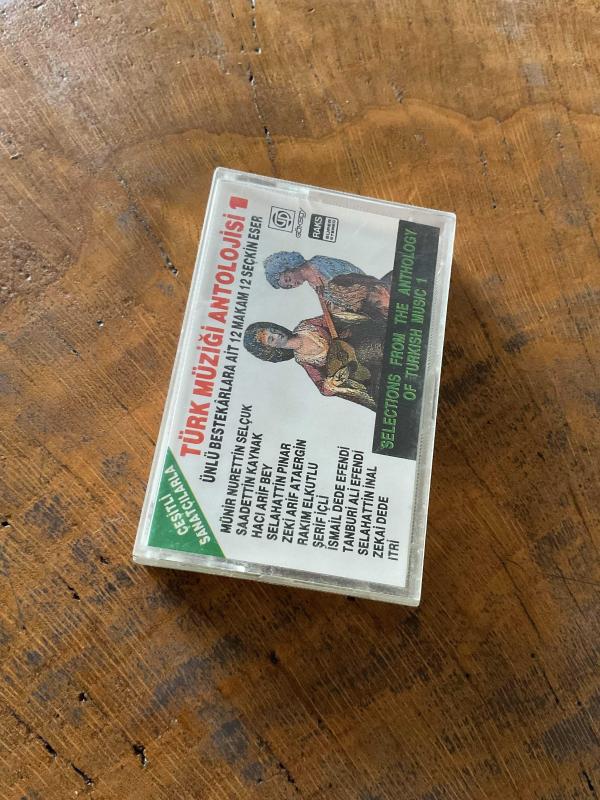 TÜRK MÜZİĞİ ANTOLOJİSİ 1
ÜNLÜ BESTEKÂRLARA AİT 12 MAKAM 12 SEÇKİN ESER
ÇEŞİTLİ
SANATÇILARLA
MÜNİR NURETTİN SELÇUK
SAADETTİN KAYNAK
HACI ARİF BEY
SELAHATTİN PINAR
ZEKİ ARİF ATAERGİN
RAKIM ELKUTLU
ŞERİF İÇLİ
İSMAİL DEDE EFENDİ
TANBURİ ALİ EFENDİ
SELAHATTİN İNAL
ZEKAİ DEDE
ITRİ
RAKS
SELECTIONS FROM THE ANTHOLOGY
OF TURKISH MUSIC 1